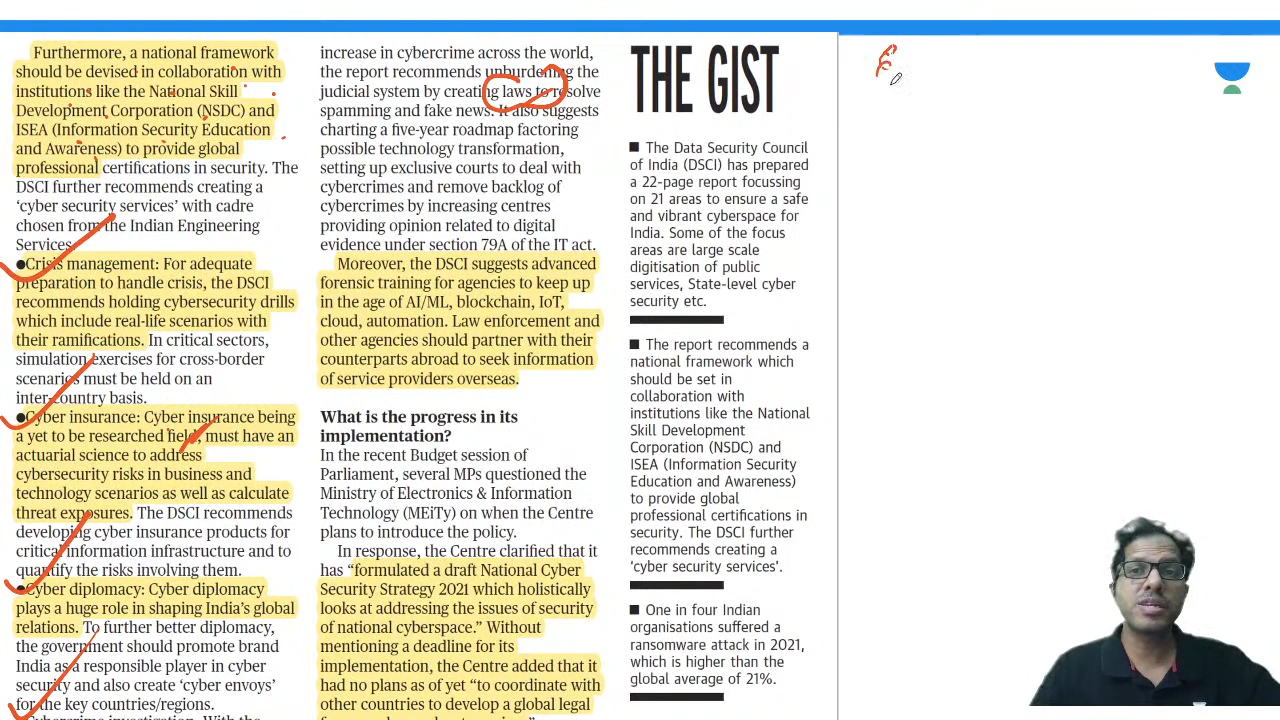 Furthermore, a national framework
should be devised in collaboration with
institutions like the National Skill
Development Corporation (NSDC) and
ISEA (Information Security Education
and Awareness) to provide global
professional certifications in security. The
DSCI further recommends creating a
‘cyber security services’ with cadre
chosen from the Indian Engineering
Services.
●Crisis management: For adequate
preparation to handle crisis, the DSCI
recommends holding cybersecurity drills
which include real-life scenarios with
their ramifications. In critical sectors,
simulation exercises for cross-border
scenarios must be held on an
inter-country basis.
●Cyber insurance: Cyber insurance being
a yet to be researched field, must have an
actuarial science to address
cybersecurity risks in business and
technology scenarios as well as calculate
threat exposures. The DSCI recommends
developing cyber insurance products for
critical information infrastructure and to
quantify the risks involving them.
●Cyber diplomacy: Cyber diplomacy
plays a huge role in shaping India’s global
relations. To further better diplomacy,
the government should promote brand
India as a responsible player in cyber
security and also create ‘cyber envoys’
for the key countries/regions.
●Cybercrime investigation: With the
increase in cybercrime across the world,
the report recommends unburdening the
judicial system by creating laws to resolve
spamming and fake news. It also suggests
charting a five-year roadmap factoring
possible technology transformation,
setting up exclusive courts to deal with
cybercrimes and remove backlog of
cybercrimes by increasing centres
providing opinion related to digital
evidence under section 79A of the IT act.
Moreover, the DSCI suggests advanced
forensic training for agencies to keep up
in the age of AI/ML, blockchain, IoT,
cloud, automation. Law enforcement and
other agencies should partner with their
counterparts abroad to seek information
of service providers overseas.
What is the progress in its
implementation?
In the recent Budget session of
Parliament, several MPs questioned the
Ministry of Electronics & Information
Technology (MEiTY) on when the Centre
plans to introduce the policy.
In response, the Centre clarified that it
has “formulated a draft National Cyber
Security Strategy 2021 which holistically
looks at addressing the issues of security
of national cyberspace.” Without
mentioning a deadline for its
implementation, the Centre added that it
had no plans as of yet “to coordinate with
other countries to develop a global legal
THE GIST
■ The Data Security Council
of India (DSCI) has prepared
a 22-page report focussing
on 21 areas to ensure a safe
and vibrant cyberspace for
India. Some of the focus
areas are large scale
digitisation of public
services, State-level cyber
security etc.
■ The report recommends a
national framework which
should be set in
collaboration with
institutions like the National
Skill Development
Corporation (NSDC) and
ISEA (Information Security
Education and Awareness)
to provide global
professional certifications in
security. The DSCI further
recommends creating a
‘cyber security services’.
■ One in four Indian
organisations suffered a
ransomware attack in 2021,
which is higher than the
global average of 21%.